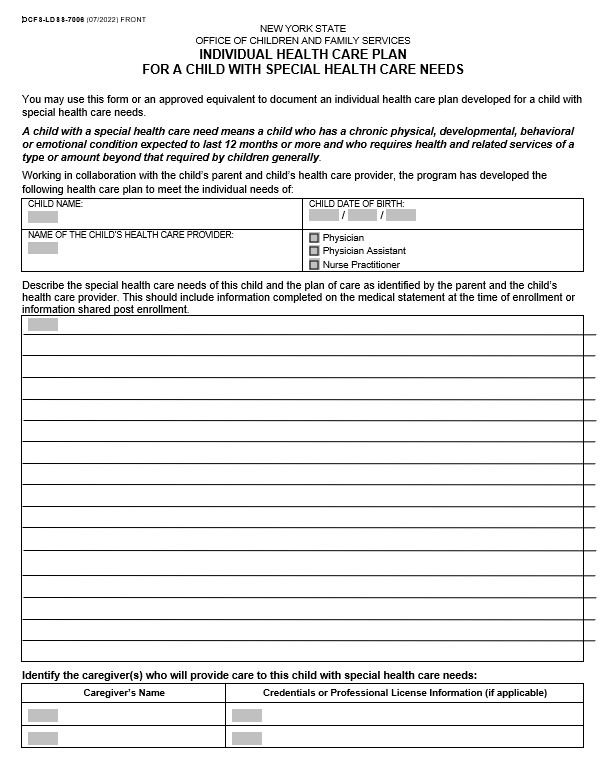 OCFS-LDSS-7006 (07/2022) FRONT
NEW YORK STATE
OFFICE OF CHILDREN AND FAMILY SERVICES
INDIVIDUAL HEALTH CARE PLAN
FOR A CHILD WITH SPECIAL HEALTH CARE NEEDS
You may use this form or an approved equivalent to document an individual health care plan developed for a child with
special health care needs.
A child with a special health care need means a child who has a chronic physical, developmental, behavioral
or emotional condition expected to last 12 months or more and who requires health and related services of a
type or amount beyond that required by children generally.
Working in collaboration with the child's parent and child's health care provider, the program has developed the
following health care plan to meet the individual needs of:
CHILD NAME:
CHILD DATE OF BIRTH:
/ /
NAME OF THE CHILD'S HEALTH CARE PROVIDER:
Physician
Physician Assistant
Nurse Practitioner
Describe the special health care needs of this child and the plan of care as identified by the parent and the child's
health care provider. This should include information completed on the medical statement at the time of enrollment or
information shared post enrollment.
Identify the caregiver(s) who will provide care to this child with special health care needs:
Caregiver's Name
Credentials or Professional License Information (if applicable)